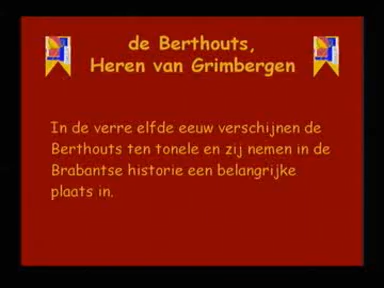 de Berthouts,
Heren van Grimbergen
In de verre elfde eeuw verschijnen de
Berthouts ten tonele en zij nemen in de
Brabantse historie een belangrijke
plaats in.